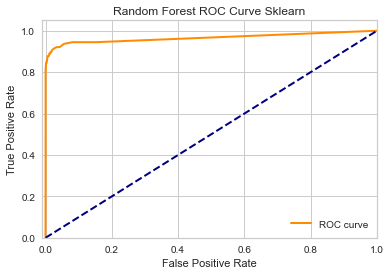 Random Forest ROC Curve Sklearn
1.0
0.8
0.6
0.4
0.2
0.0
True Positive Rate
ROC curve
0.0 0.2 0.4 0.6 0.8 1.0
False Positive Rate